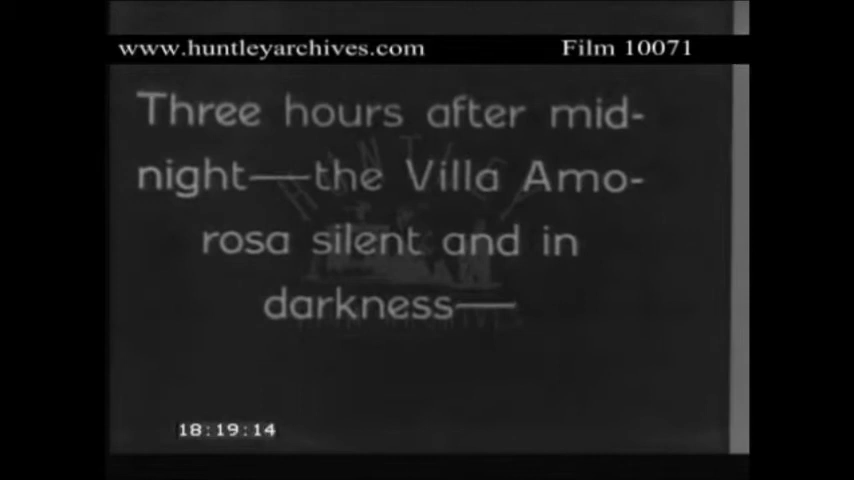 www.huntleyarchives.com Film 10071
Three hours after mid-
night—the Villa Amo-
rosa silent and in
darkness—
18:19:14